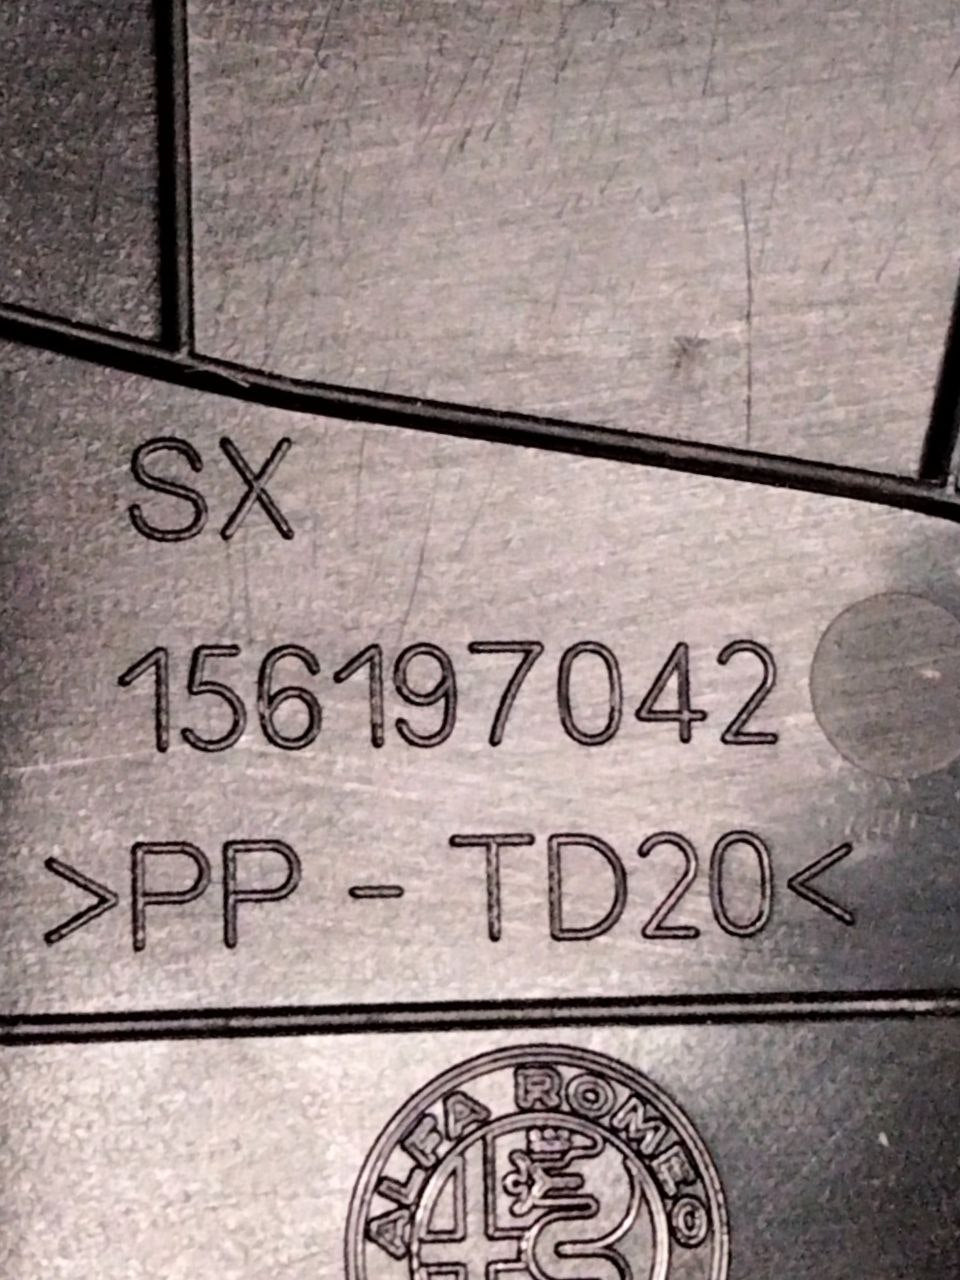 SX
156197042
>PP - TD20<
ALFA ROMEO